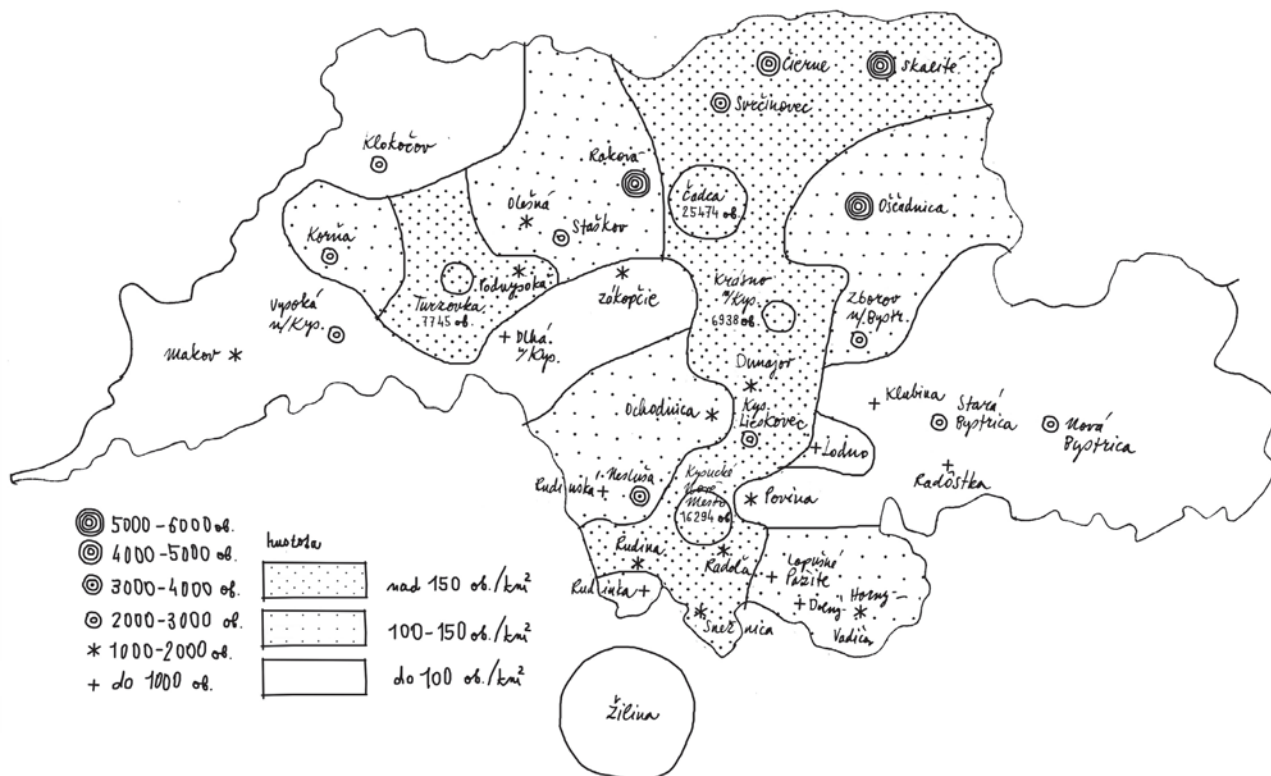 Čierne
Skalité
Svrčinovec
Klokočov
Raková
Olešná
Staškov
Čadca
25474 ob.
Oščadnica
Korňa
Podvysoká
Turzovka
7745 ob.
Zákopčie
Krásno
n/Kys.
6938 ob.
Zborov
n/Bystr.
Vysoká
n/Kys.
Makov
Dlhá
n/Kys.
Dunajov
Ochodnica
Kys.
Lieskovec
Klubina
Stará
Bystrica
Nová
Bystrica
Lodno
Radôstka
Rudinska
Nesluša
Kysucké
Nové
Mesto
16294 ob.
Povina
Rudina
Radoľa
Lopušné
Pažite
Rudinka
Snežnica
Dolný
Horný
Vadičov
Žilina
5000-6000 ob.
4000-5000 ob.
3000-4000 ob.
2000-3000 ob.
1000-2000 ob.
do 1000 ob.
hustota
nad 150 ob./km²
100-150 ob./km²
do 100 ob./km²